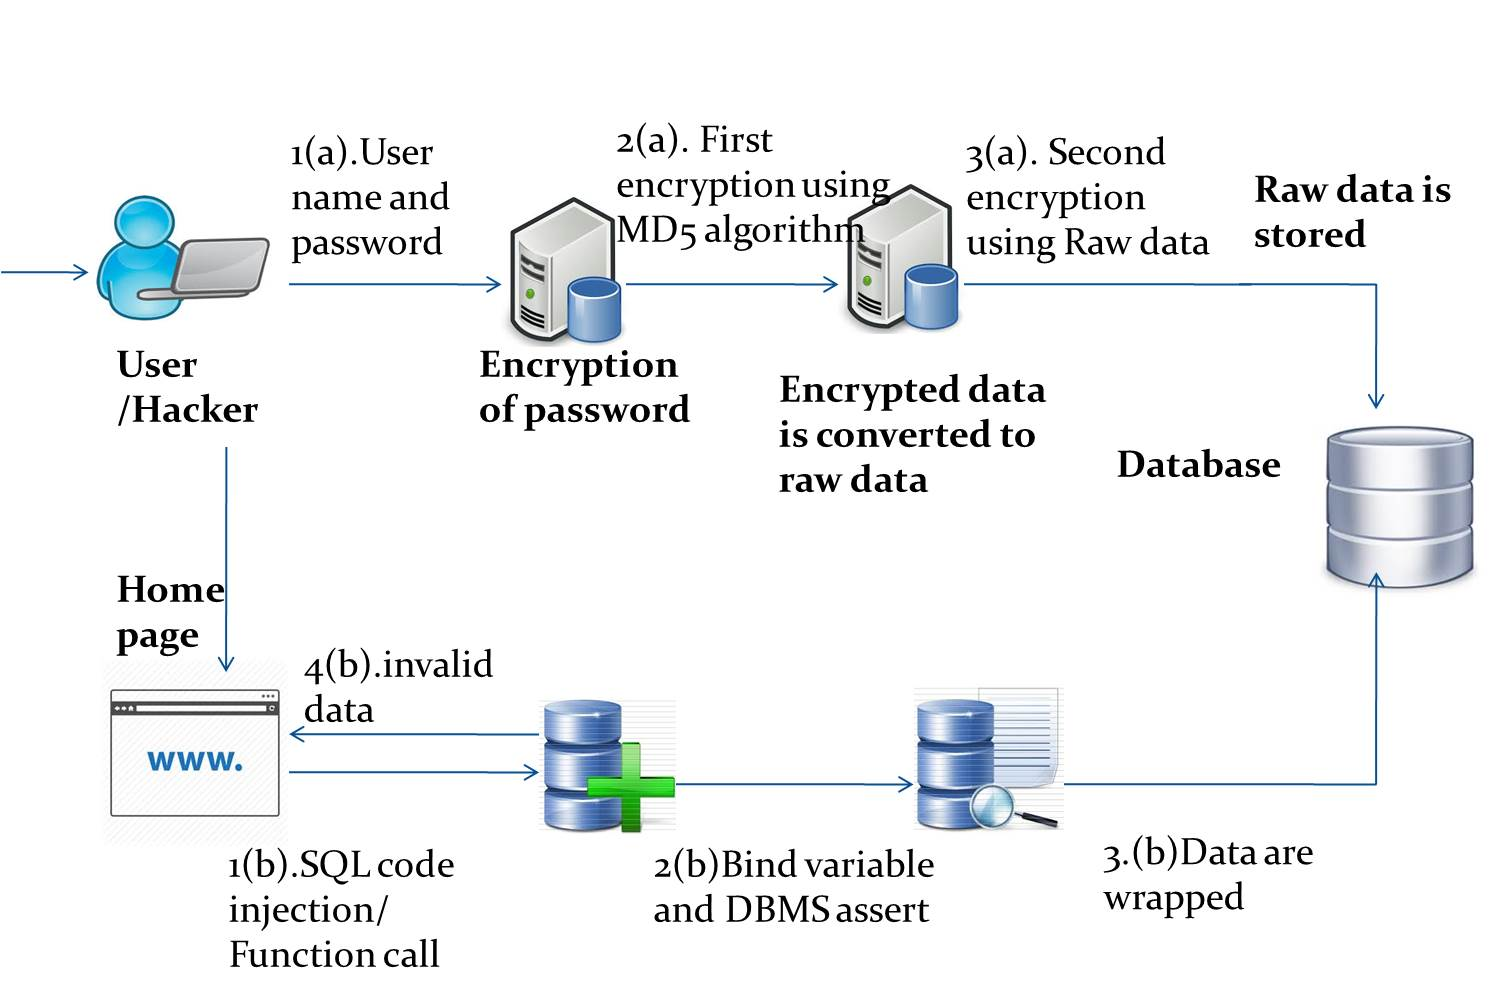 1(a).User
name and
password
2(a). First
encryption using
MD5 algorithm
3(a). Second
encryption
using Raw data
Raw data is
stored
User
/Hacker
Encryption
of password
Encrypted data
is converted to
raw data
Database
Home
page
4(b).invalid
data
www.
1(b).SQL code
injection/
Function call
2(b)Bind variable
and DBMS assert
3.(b)Data are
wrapped